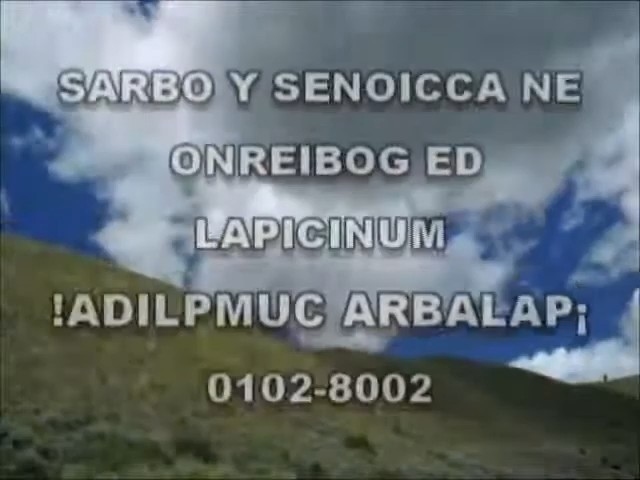 SARBO Y SENOICCA NE
ONREIBOG ED
LAPICINUM
!ADILPMUC ARBALAP¡
0102-8002